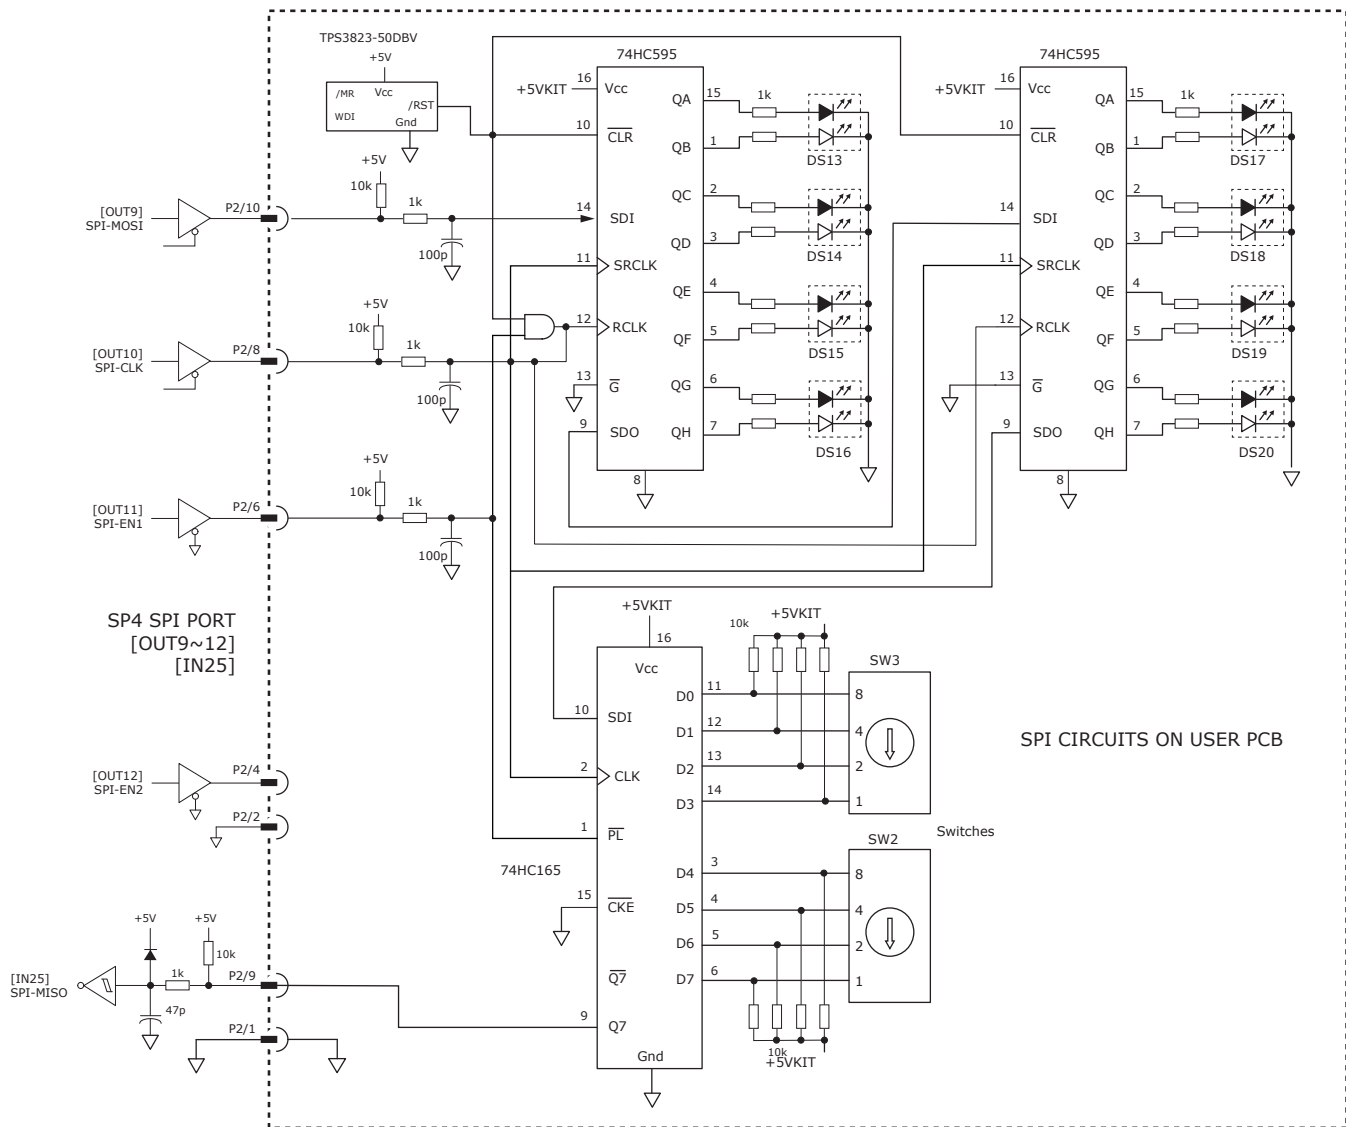 TPS3823-50DBV
+5V
/MR
Vcc
/RST
WDI
Gnd
74HC595
+5VKIT
16
Vcc
10
CLR
14
SDI
11
SRCLK
12
RCLK
13
G
9
SDO
8
QA
15
1k
QB
1
DS13
QC
2
QD
3
DS14
QE
4
QF
5
DS15
QG
6
QH
7
DS16
74HC595
+5VKIT
16
Vcc
10
CLR
14
SDI
11
SRCLK
12
RCLK
13
G
9
SDO
8
QA
15
1k
QB
1
DS17
QC
2
QD
3
DS18
QE
4
QF
5
DS19
QG
6
QH
7
DS20
[OUT9]
SPI-MOSI
P2/10
+5V
10k
1k
100p
[OUT10]
SPI-CLK
P2/8
+5V
10k
1k
100p
[OUT11]
SPI-EN1
P2/6
+5V
10k
1k
100p
SP4 SPI PORT
[OUT9~12]
[IN25]
[OUT12]
SPI-EN2
P2/4
P2/2
[IN25]
SPI-MISO
+5V
+5V
10k
1k
47p
P2/9
P2/1
+5VKIT
16
Vcc
10
SDI
2
CLK
1
PL
74HC165
15
CKE
Q7
9
Q7
Gnd
D0
11
D1
12
D2
13
D3
14
D4
3
D5
4
D6
5
D7
6
10k
+5VKIT
SW3
8
4
2
1
Switches
SW2
8
4
2
1
10k
+5VKIT
SPI CIRCUITS ON USER PCB